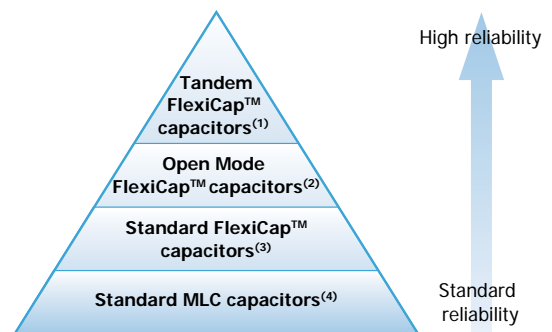 High reliability
Tandem
FlexiCap™
capacitors(1)
Open Mode
FlexiCap™ capacitors(2)
Standard FlexiCap™
capacitors(3)
Standard MLC capacitors(4)
Standard
reliability